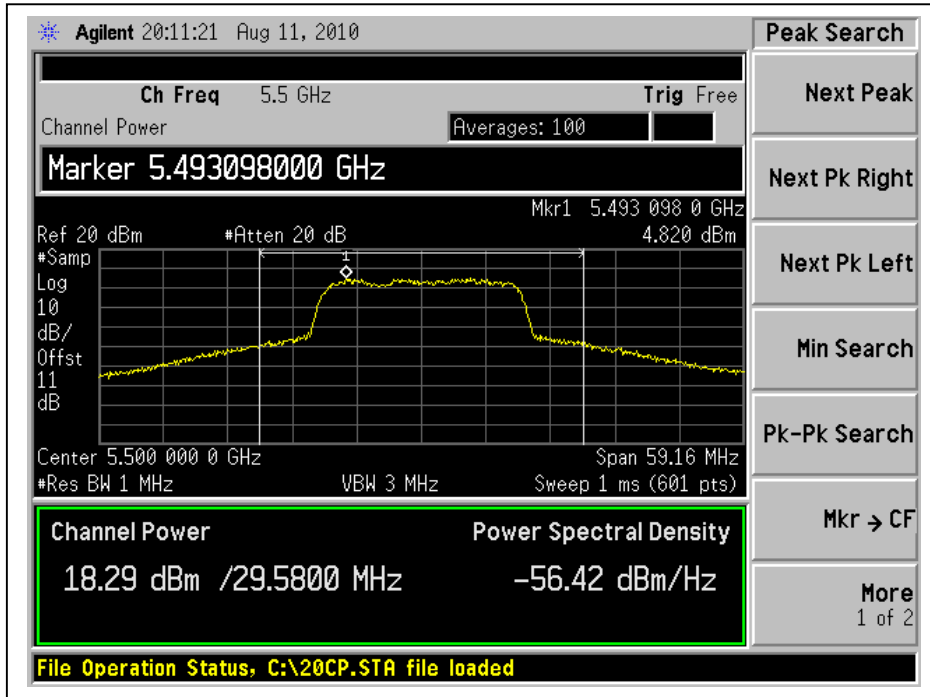 Agilent 20:11:21 Aug 11, 2010
Peak Search
Ch Freq 5.5 GHz Trig Free
Channel Power Averages: 100
Marker 5.493098000 GHz
Mkr1 5.493 098 0 GHz
Ref 20 dBm #Atten 20 dB 4.820 dBm
#Samp
Log
10
dB/
Offst
11
dB
1
Center 5.500 000 0 GHz Span 59.16 MHz
#Res BW 1 MHz VBW 3 MHz Sweep 1 ms (601 pts)
Channel Power Power Spectral Density
18.29 dBm /29.5800 MHz -56.42 dBm/Hz
File Operation Status, C:\20CP.STA file loaded
Next Peak
Next Pk Right
Next Pk Left
Min Search
Pk-Pk Search
Mkr → CF
More
1 of 2